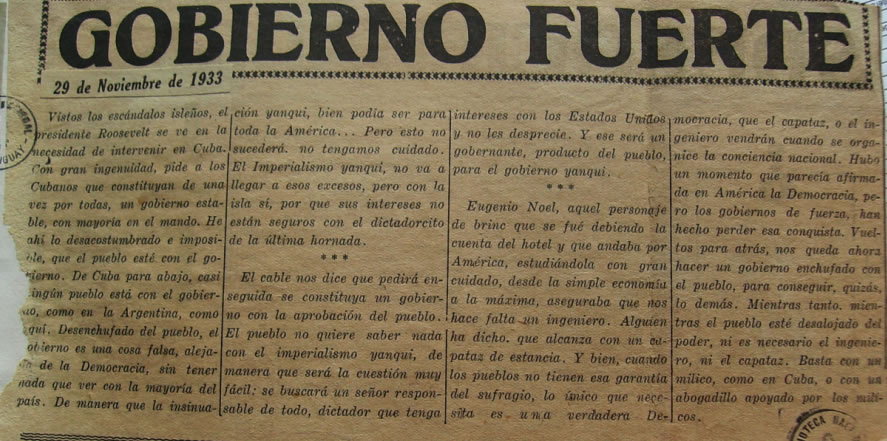 GOBIERNO FUERTE
29 de Noviembre de 1933
Vistos los escándalos isleños, el
presidente Roosevelt se ve en la
necesidad de intervenir en Cuba.
Con gran ingenuidad, pide a los
Cubanos que constituyan de una
vez por todas, un gobierno esta-
ble, con mayoría en el mando. He
ahí lo desacostumbrado e imposi-
ble, que el pueblo esté con el go-
bierno. De Cuba para abajo, casi
ningún pueblo está con el gobier-
no, como en la Argentina, como
aquí. Desenchufado del pueblo, el
gobierno es una cosa falsa, aleja-
da de la Democracia, sin tener
nada que ver con la mayoría del
país. De manera que la insinua-
ción yanqui, bien podía ser para
toda la América... Pero esto no
sucederá. no tengamos cuidado.
El Imperialismo yanqui, no va a
llegar a esos excesos, pero con la
isla si, por que sus intereses no
están seguros con el dictadorcito
de la última hornada.
***
El cable nos dice que pedirá en-
seguida se constituya un gobier-
no con la aprobación del pueblo.
El pueblo no quiere saber nada
con el imperialismo yanqui, de
manera que será la cuestión muy
fácil: se buscará un señor respon-
sable de todo, dictador que tenga
intereses con los Estados Unidos
y no les desprecie. Y ese será un
gobernante, producto del pueblo,
para el gobierno yanqui.
***
Eugenio Noel, aquel personaje
de brinc que se fué debiendo la
cuenta del hotel y que andaba por
América, estudiándola con gran
cuidado, desde la simple economía
a la máxima, aseguraba que nos
hace falta un ingeniero. Alguien
ha dicho. que alcanza con un ca-
pataz de estancia. Y bien, cuando
los pueblos no tienen esa garantía
del sufragio, lo único que nece-
sita es una verdadera De-
mocracia, que el capataz, o el in-
geniero vendrán cuando se orga-
nice la conciencia nacional. Hubo
un momento que parecía afirma-
da en América la Democracia, pe-
ro los gobiernos de fuerza, han
hecho perder esa conquista. Vuel-
tos para atrás, nos queda ahora
hacer un gobierno enchufado con
el pueblo, para conseguir, quizás,
lo demás. Mientras tanto. mien-
tras el pueblo esté desalojado del
poder, ni es necesario el ingenie-
ro, ni el capataz. Basta con un
milico, como en Cuba, o con un
abogadillo apoyado por los mili-
cos.